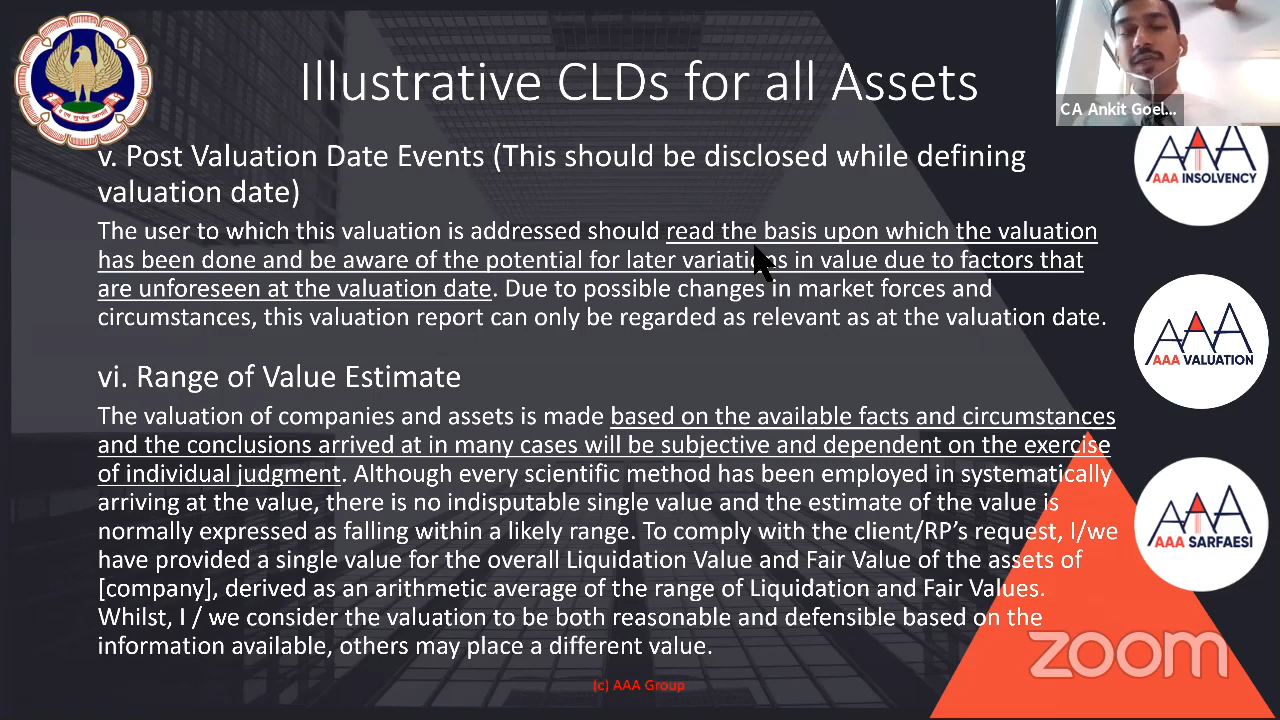 Illustrative CLDs for all Assets
CA Ankit Goel...
v. Post Valuation Date Events (This should be disclosed while defining
valuation date)
The user to which this valuation is addressed should read the basis upon which the valuation
has been done and be aware of the potential for later variations in value due to factors that
are unforeseen at the valuation date. Due to possible changes in market forces and
circumstances, this valuation report can only be regarded as relevant as at the valuation date.
vi. Range of Value Estimate
The valuation of companies and assets is made based on the available facts and circumstances
and the conclusions arrived at in many cases will be subjective and dependent on the exercise
of individual judgment. Although every scientific method has been employed in systematically
arriving at the value, there is no indisputable single value and the estimate of the value is
normally expressed as falling within a likely range. To comply with the client/RP’s request, I/we
have provided a single value for the overall Liquidation Value and Fair Value of the assets of
[company], derived as an arithmetic average of the range of Liquidation and Fair Values.
Whilst, I / we consider the valuation to be both reasonable and defensible based on the
information available, others may place a different value.
(c) AAA Group
AAA
AAA INSOLVENCY
AAA
AAA VALUATION
AAA
AAA SARFAESI
zoom